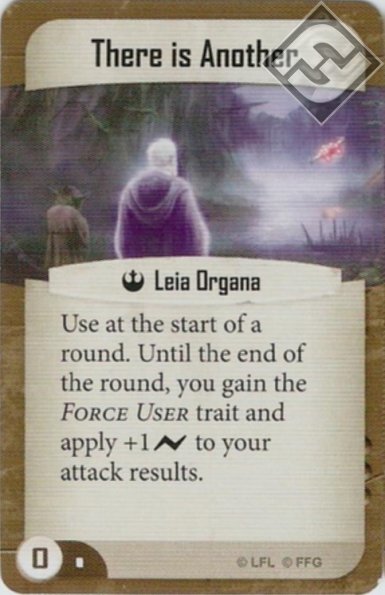 There is Another
Leia Organa
Use at the start of a
round. Until the end of
the round, you gain the
FORCE USER trait and
apply +1 to your
attack results.
0
© LFL © FFG